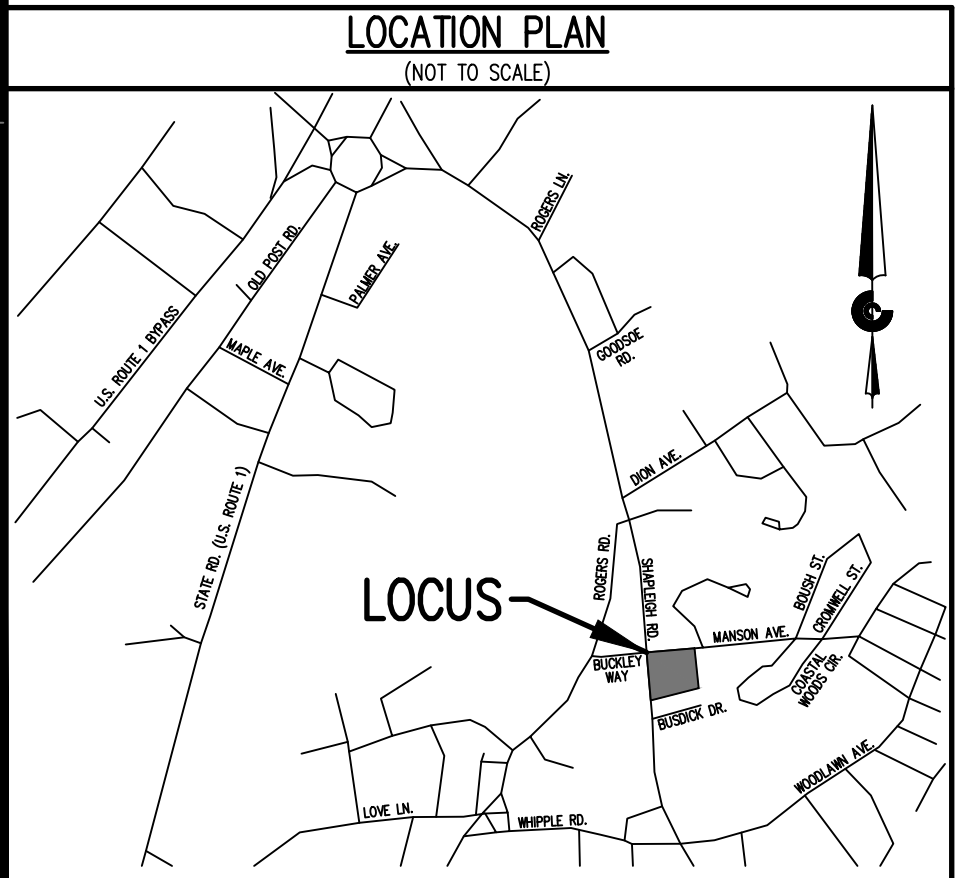 LOCATION PLAN
(NOT TO SCALE)
ROGERS LN.
OLD POST RD.
PALMER AVE.
U.S. ROUTE 1 BYPASS
MAPLE AVE.
GOODSOE
RD.
DION AVE.
STATE RD. (U.S. ROUTE 1)
ROGERS RD.
SHAPLEIGH RD.
BOUSH ST.
CROMWELL ST.
LOCUS
MANSON AVE.
BUCKLEY
WAY
COASTAL
WOODS CIR.
BUSDICK DR.
WOODLAWN AVE.
LOVE LN.
WHIPPLE RD.